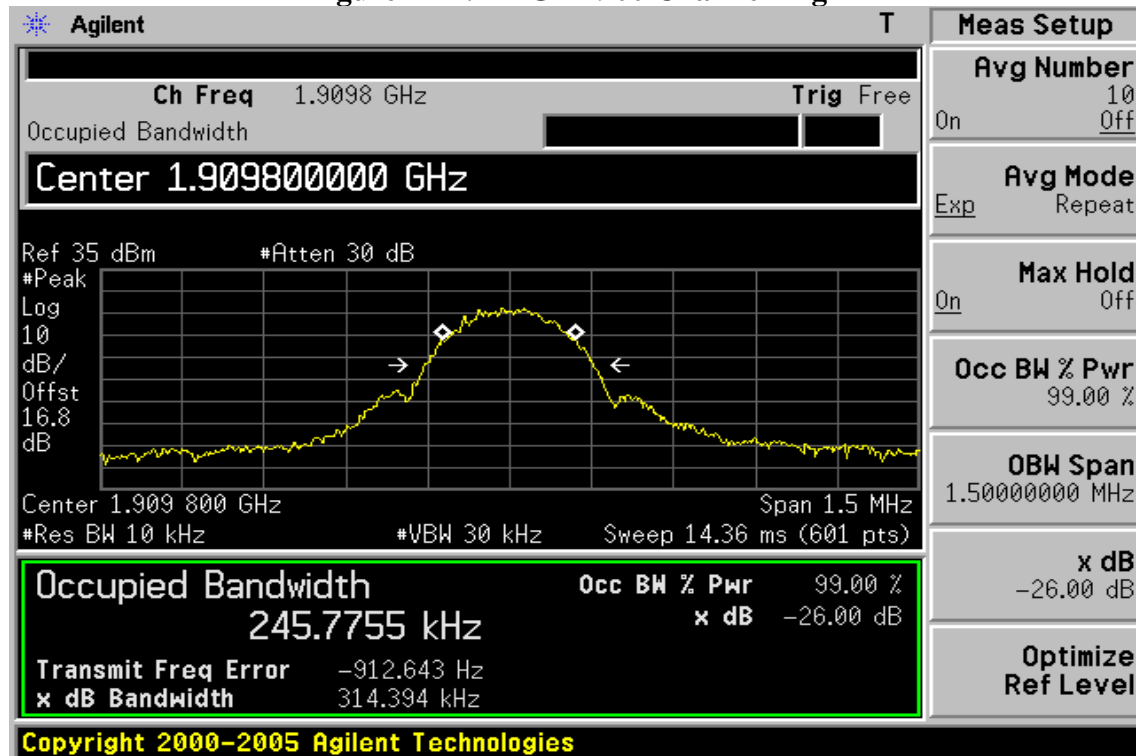 Agilent
T
Meas Setup
Ch Freq 1.9098 GHz
Trig Free
Occupied Bandwidth
Center 1.909800000 GHz
Ref 35 dBm #Atten 30 dB
#Peak
Log
10
dB/
Offst
16.8
dB
Center 1.909 800 GHz
Span 1.5 MHz
#Res BW 10 kHz #VBW 30 kHz Sweep 14.36 ms (601 pts)
Occupied Bandwidth
245.7755 kHz
Occ BW % Pwr 99.00 %
x dB -26.00 dB
Transmit Freq Error -912.643 Hz
x dB Bandwidth 314.394 kHz
Avg Number
10
On Off
Avg Mode
Exp Repeat
Max Hold
On Off
Occ BW % Pwr
99.00 %
OBW Span
1.50000000 MHz
x dB
-26.00 dB
Optimize
Ref Level
Copyright 2000-2005 Agilent Technologies